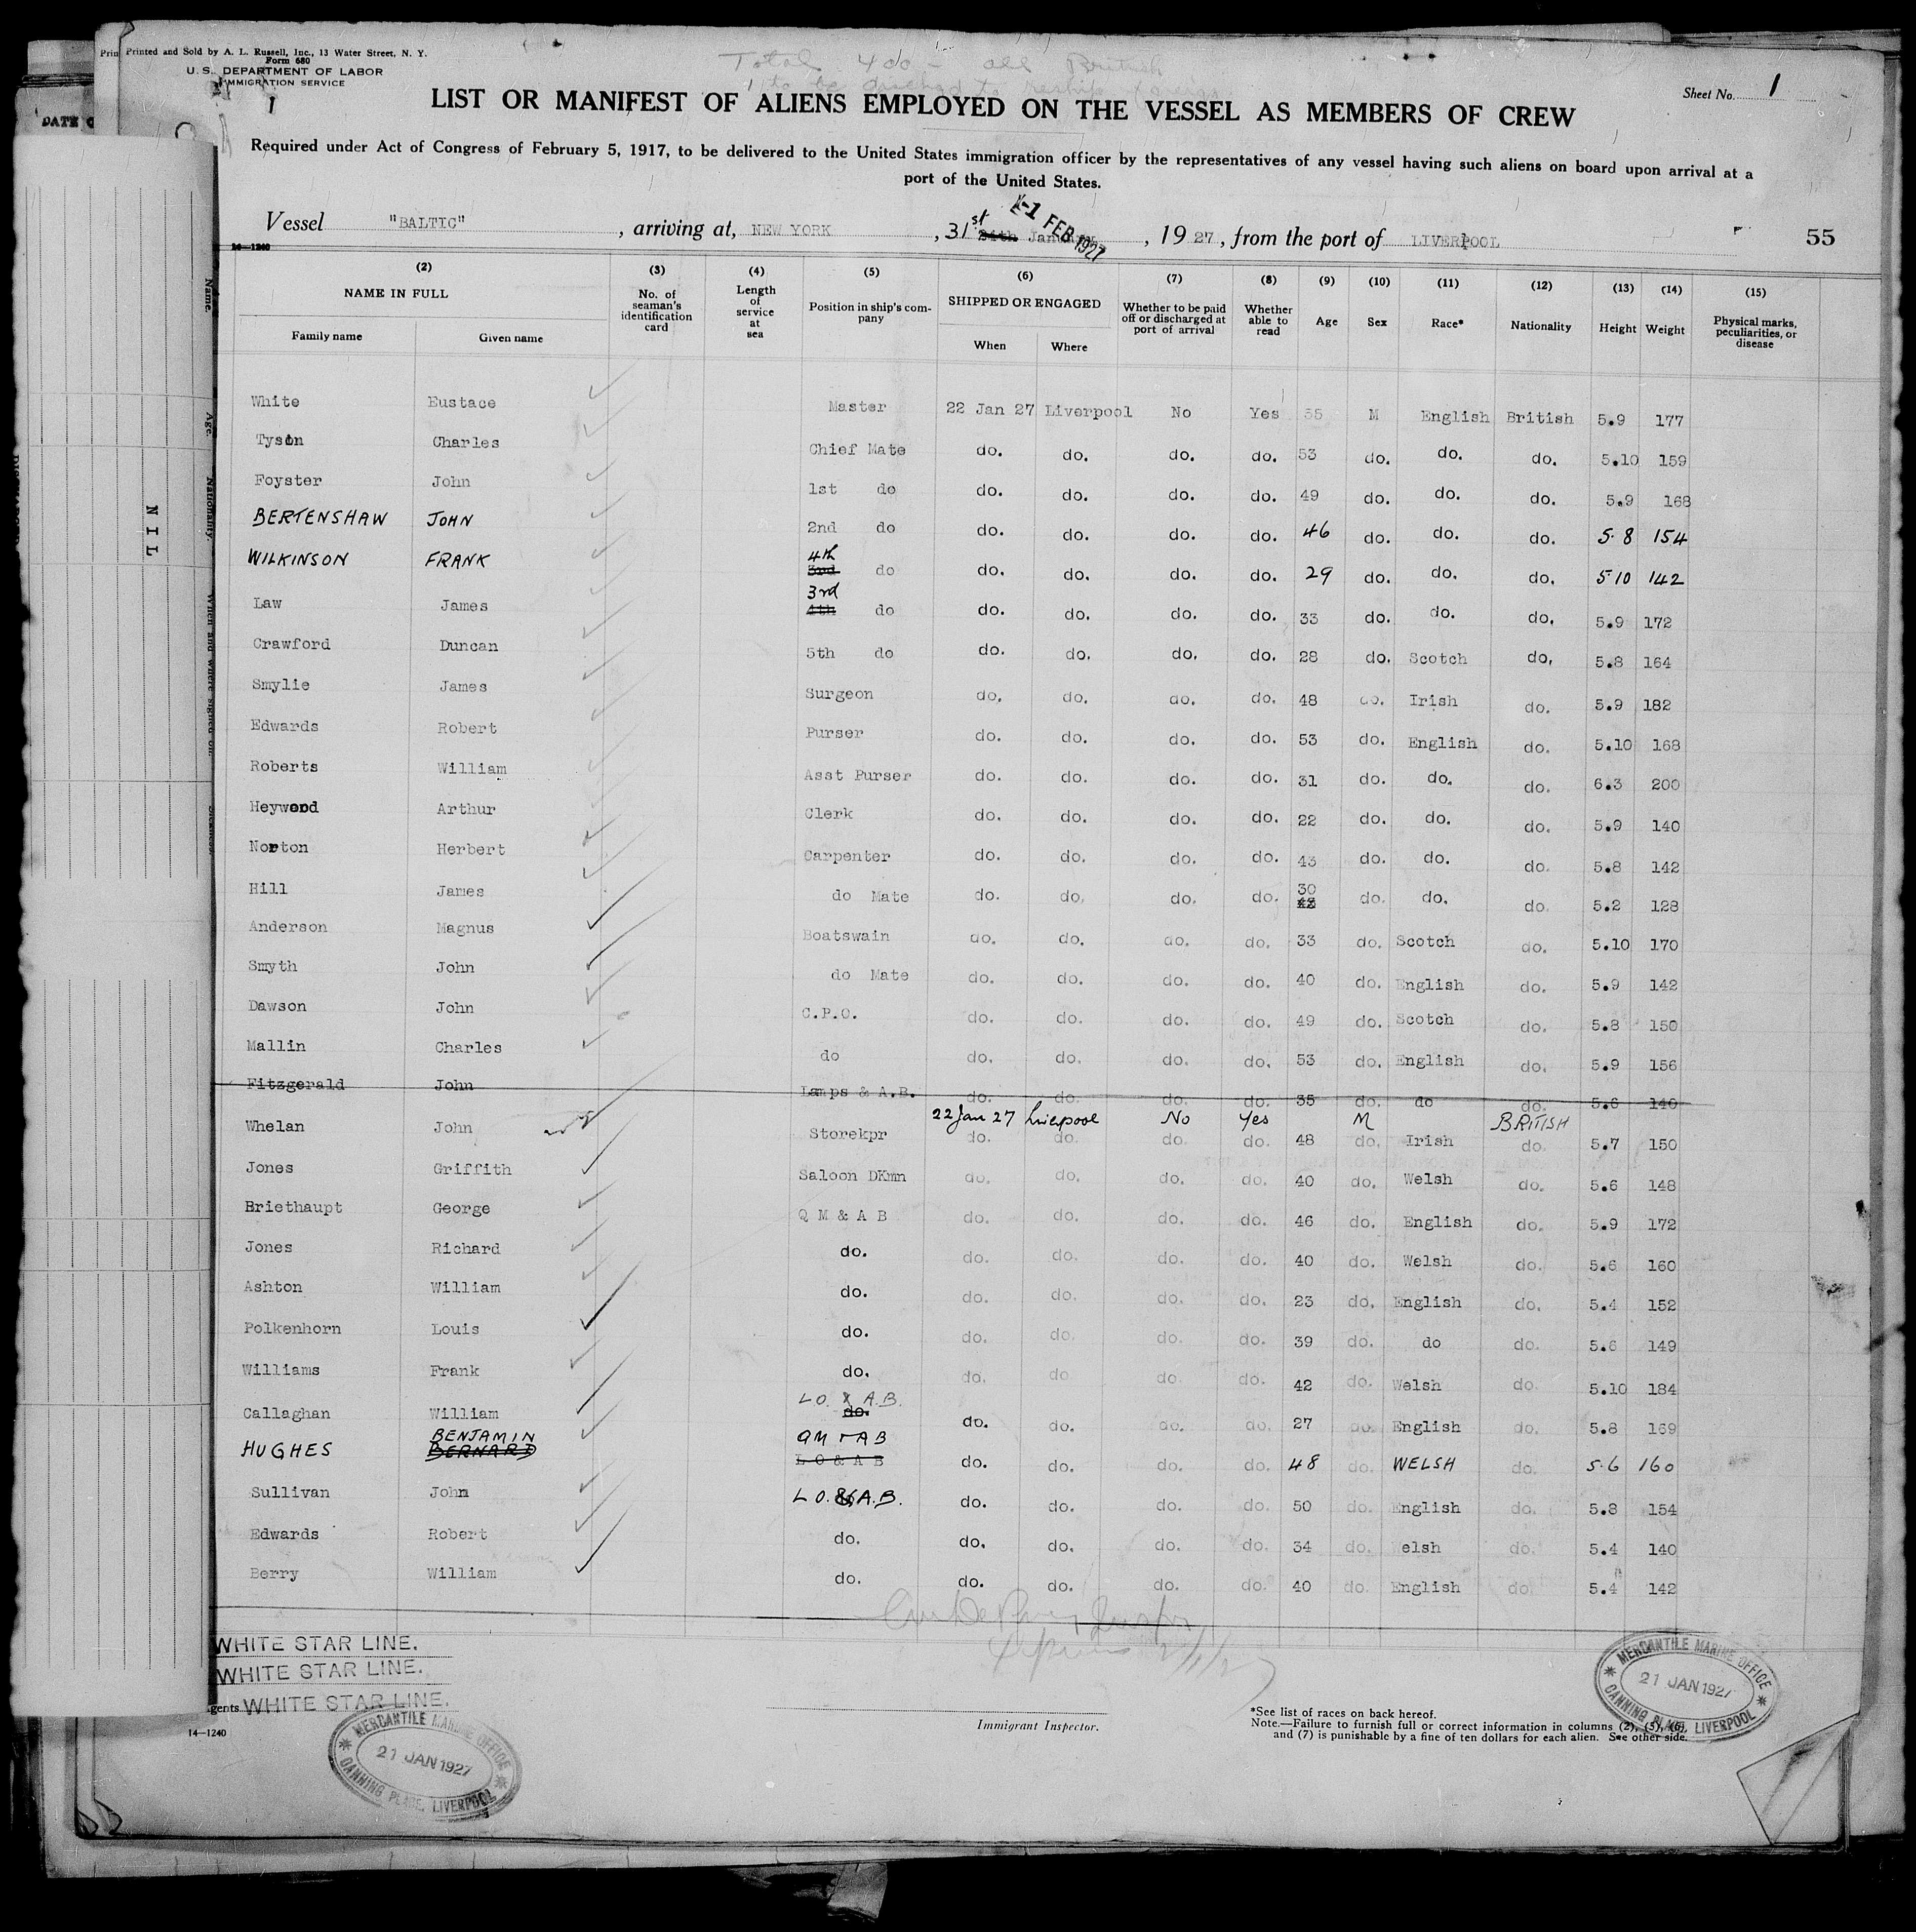 Printed and Sold by A. L. Russell, Inc., 13 Water Street, N. Y.
Form 680
U. S. DEPARTMENT OF LABOR
IMMIGRATION SERVICE
Total 400 - all British
1
Sheet No. 1
LIST OR MANIFEST OF ALIENS EMPLOYED ON THE VESSEL AS MEMBERS OF CREW
Required under Act of Congress of February 5, 1917, to be delivered to the United States immigration officer by the representatives of any vessel having such aliens on board upon arrival at a
port of the United States.
Vessel "BALTIC", arriving at, NEW YORK, 31st January, 1927, from the port of LIVERPOOL 55
-1 FEB 1927
14—1240
(2) (3) (4) (5) (6) (7) (8) (9) (10) (11) (12) (13) (14) (15)
NAME IN FULL No. of seaman's identification card Length of service at sea Position in ship's company SHIPPED OR ENGAGED Whether to be paid off or discharged at port of arrival Whether able to read Age Sex Race* Nationality Height Weight Physical marks, peculiarities, or disease
Family name Given name When Where
White Eustace Master 22 Jan 27 Liverpool No Yes M English British 5.9 177
Tyson Charles Chief Mate do. do. do. do. 53 do. do. do. 5.10 159
Foyster John 1st do do. do. do. do. 49 do. do. do. 5.9 168
BERTENSHAW JOHN 2nd do do. do. do. do. 46 do. do. do. 5.8 154
WILKINSON FRANK 4th 3rd do do. do. do. do. 29 do. do. do. 5.10 142
Law James 3rd 4th do do. do. do. do. 33 do. do. do. 5.9 172
Crawford Duncan 5th do do. do. do. do. 28 do. Scotch do. 5.8 164
Smylie James Surgeon do. do. do. do. 48 do. Irish do. 5.9 182
Edwards Robert Purser do. do. do. do. 53 do. English do. 5.10 168
Roberts William Asst Purser do. do. do. do. 31 do. do. do. 6.3 200
Heywood Arthur Clerk do. do. do. do. 22 do. do. do. 5.9 140
Norton Herbert Carpenter do. do. do. do. 43 do. do. do. 5.8 142
Hill James do Mate do. do. do. do. 30 do. do. do. 5.2 128
Anderson Magnus Boatswain do. do. do. do. 33 do. Scotch do. 5.10 170
Smyth John do Mate do. do. do. do. 40 do. English do. 5.9 142
Dawson John C.P.O. do. do. do. do. 49 do. Scotch do. 5.8 150
Mallin Charles do do. do. do. do. 53 do. English do. 5.9 156
Fitzgerald John Lamps & A.B. do. do. do. do. 35 do. do do. 5.6 140
22 Jan 27 Liverpool No Yes M BRITISH
Whelan John Storekpr do. do. do. do. 48 do. Irish do. 5.7 150
Jones Griffith Saloon DKmn do. do. do. do. 40 do. Welsh do. 5.6 148
Briethaupt George Q M & A B do. do. do. do. 46 do. English do. 5.9 172
Jones Richard do. do. do. do. do. 40 do. Welsh do. 5.6 160
Ashton William do. do. do. do. do. 23 do. English do. 5.4 152
Polkenhorn Louis do. do. do. do. do. 39 do. do do. 5.6 149
Williams Frank do. do. do do. do. 42 do. Welsh do. 5.10 184
Callaghan William L O. & A.B. do. do. do. do. do. 27 do. English do. 5.8 169
HUGHES BENJAMIN BERNARD QM + AB L O & A B do. do. do. do. 48 do. WELSH do. 5.6 160
Sullivan John L O. & A.B. do. do. do. do. 50 do. English do. 5.8 154
Edwards Robert do. do. do. do. do. 34 do. elsh do. 5.4 140
Berry William do. do. do. do. do. 40 do. English do 5.4 142
WHITE STAR LINE.
WHITE STAR LINE.
gents WHITE STAR LINE.
14—1240
Immigrant Inspector.
*See list of races on back hereof.
Note.—Failure to furnish full or correct information in columns (2), (5), (6),
and (7) is punishable by a fine of ten dollars for each alien. See other side.
MERCANTILE MARINE OFFICE
21 JAN 1927
CANNING PLACE, LIVERPOOL
MERCANTILE MARINE OFFICE
21 JAN 1927
CANNING PLACE, LIVERPOOL
DATE
Name.
Age.
Nationality.
When and where signed on.
NIL